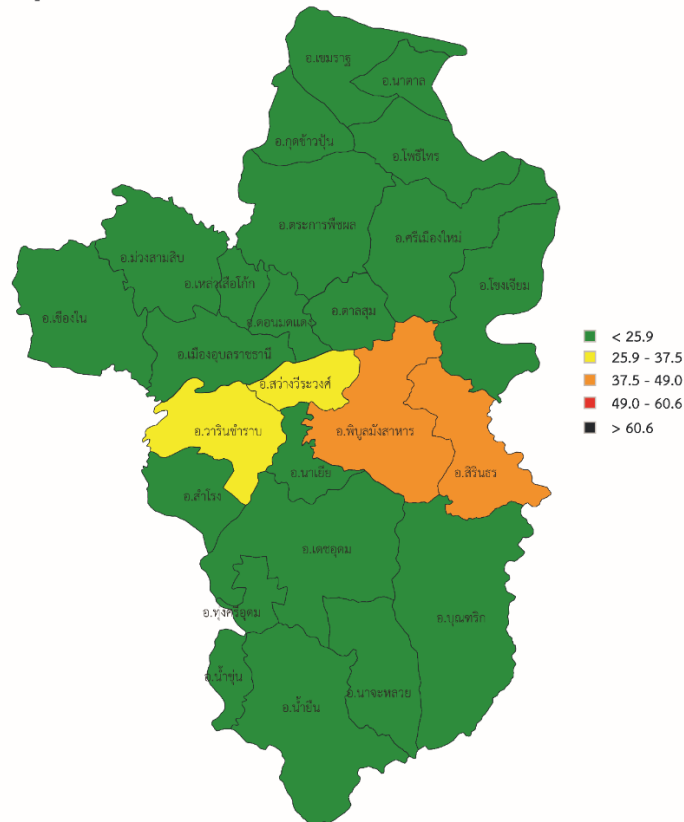 อ.เขมราฐ
อ.นาตาล
อ.กุดข้าวปุ้น
อ.โพธิ์ไทร
อ.ตระการพืชผล
อ.ศรีเมืองใหม่
อ.ม่วงสามสิบ
อ.เหล่าเสือโก้ก
อ.โขงเจียม
อ.เขื่องใน
อ.ดอนมดแดง
อ.ตาลสุม
อ.เมืองอุบลราชธานี
อ.สว่างวีระวงศ์
อ.วารินชำราบ
อ.พิบูลมังสาหาร
อ.นาเยีย
อ.สิรินธร
อ.สำโรง
อ.เดชอุดม
อ.ทุ่งศรีอุดม
อ.บุณฑริก
อ.น้ำขุ่น
อ.น้ำยืน
อ.นาจะหลวย
< 25.9
25.9 - 37.5
37.5 - 49.0
49.0 - 60.6
> 60.6